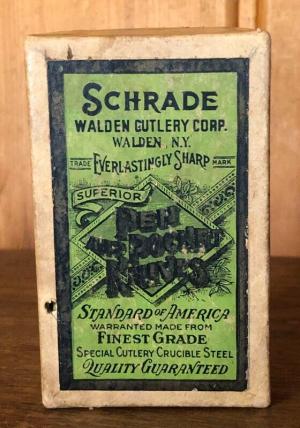 SCHRADE
WALDEN CUTLERY CORP.
WALDEN, N.Y.
TRADE EVERLASTINGLY SHARP MARK
SUPERIOR
PEN
AND POCKET
KNIVES
STANDARD OF AMERICA
WARRANTED MADE FROM
FINEST GRADE
SPECIAL CUTLERY CRUCIBLE STEEL
QUALITY GUARANTEED